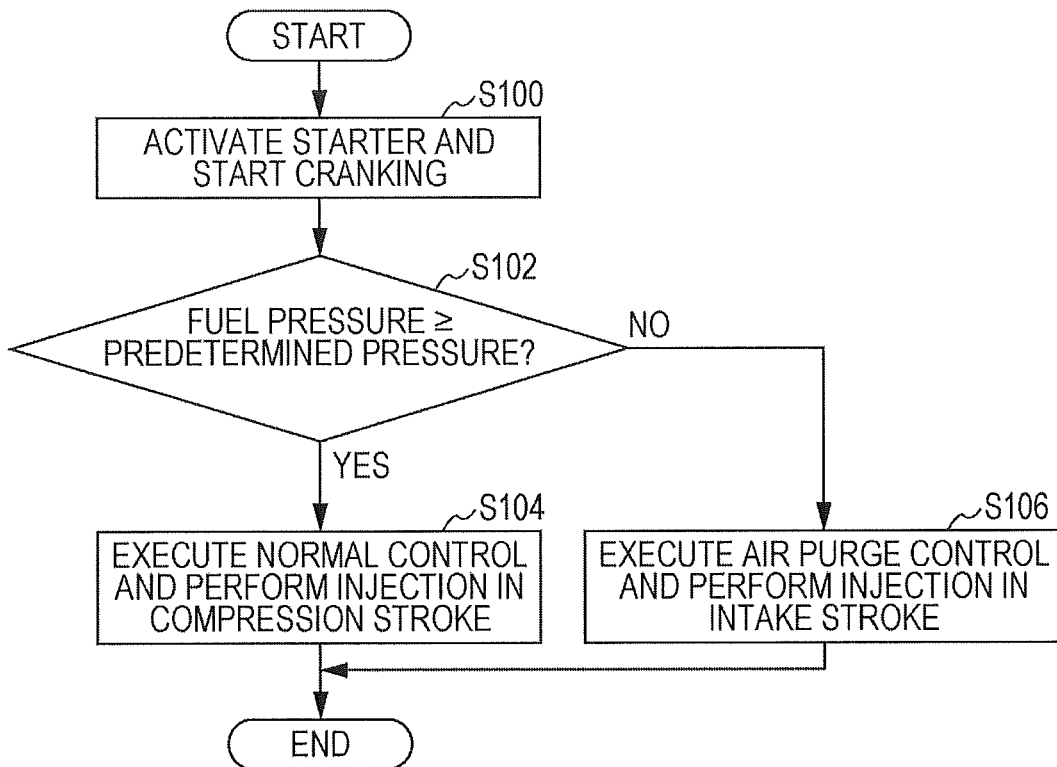 START
S100
ACTIVATE STARTER AND
START CRANKING
S102
FUEL PRESSURE ≥
PREDETERMINED PRESSURE?
NO
YES
S104
EXECUTE NORMAL CONTROL
AND PERFORM INJECTION IN
COMPRESSION STROKE
S106
EXECUTE AIR PURGE CONTROL
AND PERFORM INJECTION IN
INTAKE STROKE
END